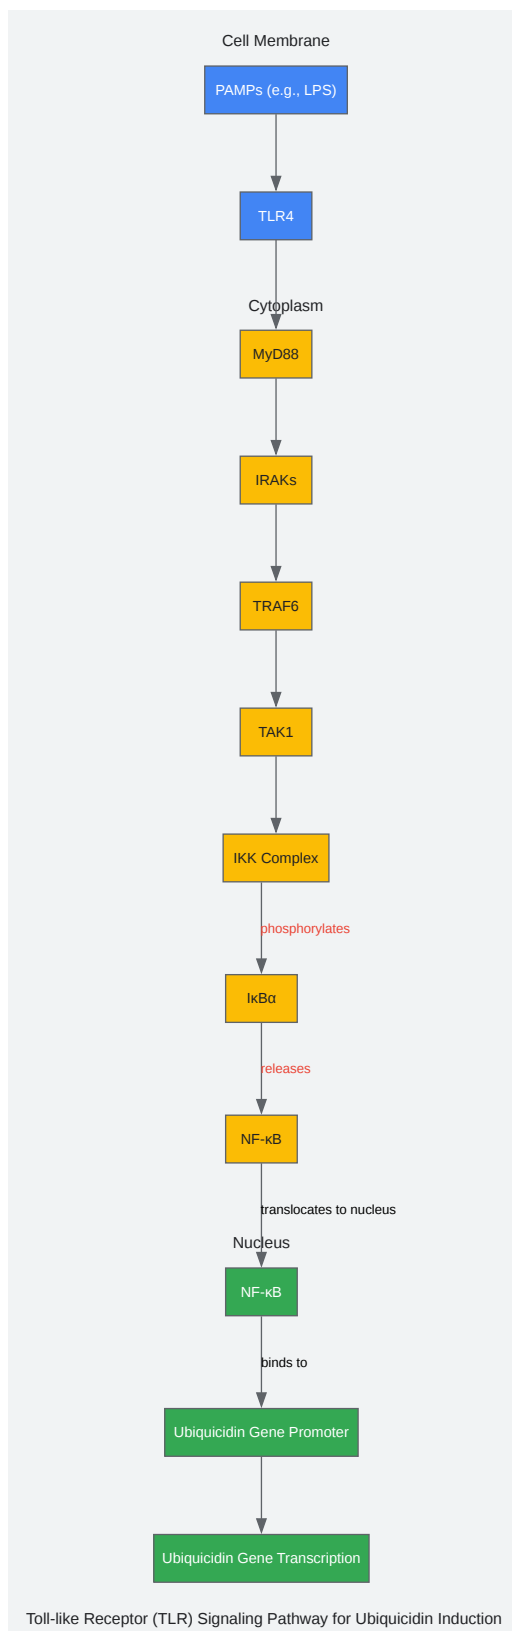 Cell Membrane
PAMPs (e.g., LPS)
TLR4
Cytoplasm
MyD88
IRAKs
TRAF6
TAK1
IKK Complex
phosphorylates
IκBα
releases
NF-κB
translocates to nucleus
Nucleus
NF-κB
binds to
Ubiquicidin Gene Promoter
Ubiquicidin Gene Transcription
Toll-like Receptor (TLR) Signaling Pathway for Ubiquicidin Induction